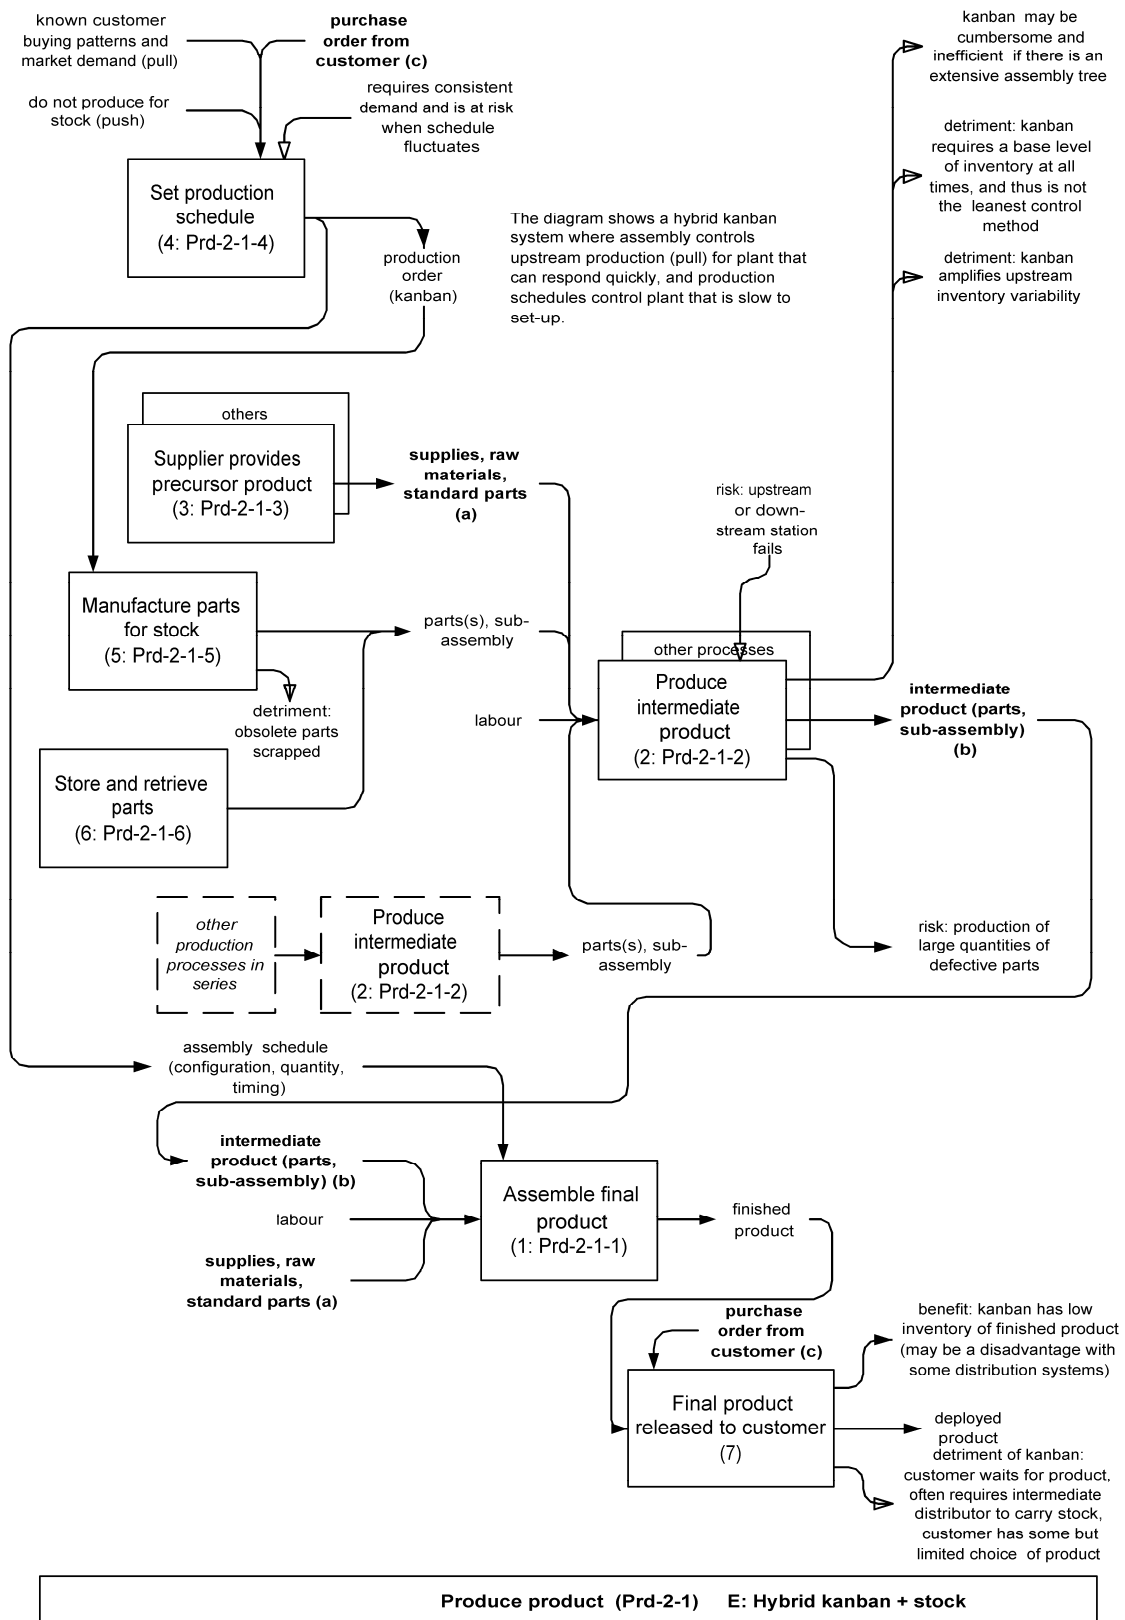 known customer
buying patterns and
market demand (pull)
purchase
order from
customer (c)
do not produce for
stock (push)
requires consistent
demand and is at risk
when schedule
fluctuates
Set production
schedule
(4: Prd-2-1-4)
production
order
(kanban)
The diagram shows a hybrid kanban
system where assembly controls
upstream production (pull) for plant that
can respond quickly, and production
schedules control plant that is slow to
set-up.
kanban may be
cumbersome and
inefficient if there is an
extensive assembly tree
detriment: kanban
requires a base level
of inventory at all
times, and thus is not
the leanest control
method
detriment: kanban
amplifies upstream
inventory variability
others
Supplier provides
precursor product
(3: Prd-2-1-3)
supplies, raw
materials,
standard parts
(a)
risk: upstream
or down-
stream station
fails
Manufacture parts
for stock
(5: Prd-2-1-5)
parts(s), sub-
assembly
detriment:
obsolete parts
scrapped
labour
other processes
Produce
intermediate
product
(2: Prd-2-1-2)
intermediate
product (parts,
sub-assembly)
(b)
Store and retrieve
parts
(6: Prd-2-1-6)
other
production
processes in
series
Produce
intermediate
product
(2: Prd-2-1-2)
parts(s), sub-
assembly
risk: production of
large quantities of
defective parts
assembly schedule
(configuration, quantity,
timing)
intermediate
product (parts,
sub-assembly) (b)
labour
supplies, raw
materials,
standard parts (a)
Assemble final
product
(1: Prd-2-1-1)
finished
product
purchase
order from
customer (c)
Final product
released to customer
(7)
benefit: kanban has low
inventory of finished product
(may be a disadvantage with
some distribution systems)
deployed
product
detriment of kanban:
customer waits for product,
often requires intermediate
distributor to carry stock,
customer has some but
limited choice of product
Produce product (Prd-2-1) E: Hybrid kanban + stock